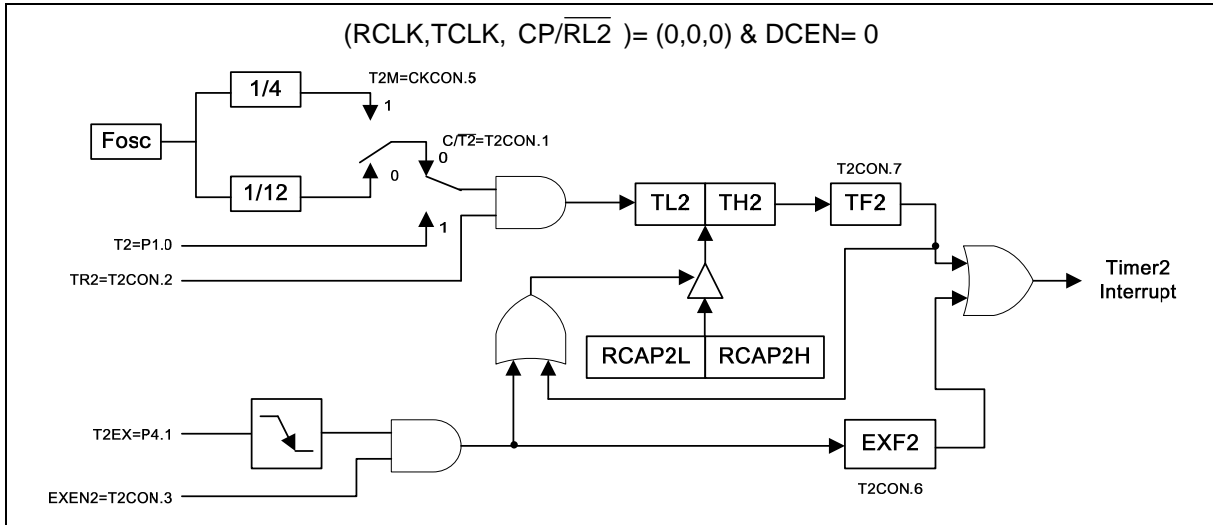 (RCLK,TCLK, CP/R̅L̅2̅ )= (0,0,0) & DCEN= 0
T2M=CKCON.5
1/4
1
Fosc
C/T̅2̅=T2CON.1
0
0
1/12
T2CON.7
TL2 TH2 TF2
1
T2=P1.0
TR2=T2CON.2
Timer2
Interrupt
RCAP2L RCAP2H
T2EX=P4.1
EXF2
EXEN2=T2CON.3
T2CON.6